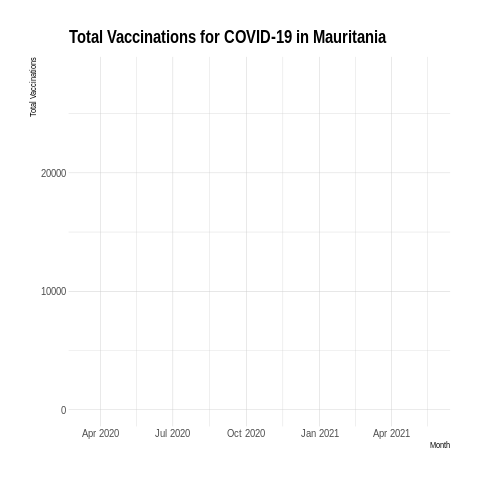 Total Vaccinations for COVID-19 in Mauritania
Total Vaccinations
20000
10000
0
Apr 2020 Jul 2020 Oct 2020 Jan 2021 Apr 2021
Month